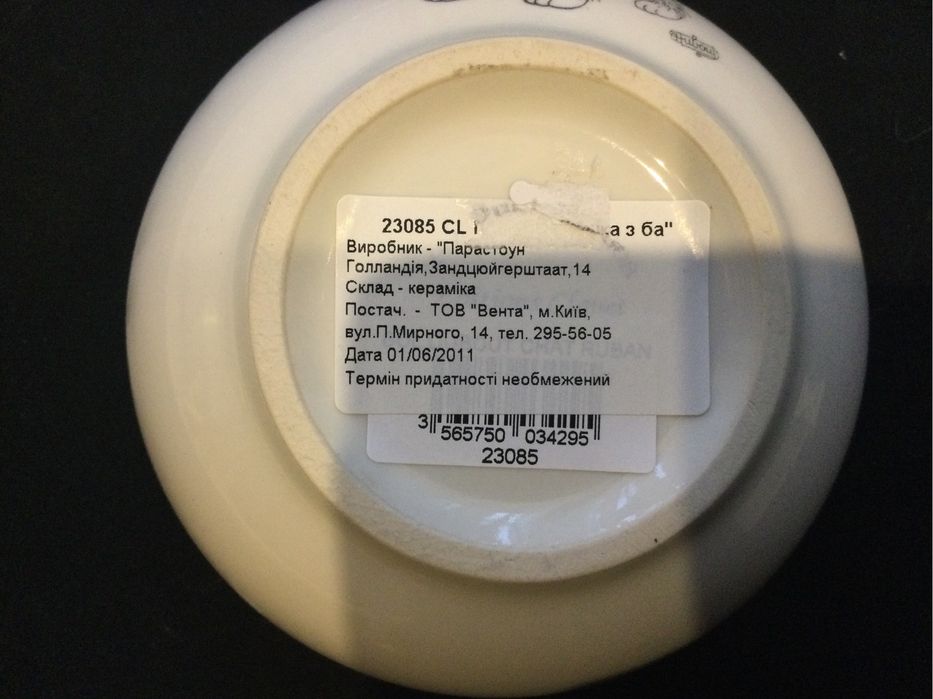 Dubout
23085 CL ка з ба"
Виробник - "Парастоун
Голландія,Зандцюйгерштаат,14
Склад - кераміка
Постач. - ТОВ "Вента", м.Київ,
вул.П.Мирного, 14, тел. 295-56-05
Дата 01/06/2011
Термін придатності необмежений
3 565750 034295
23085